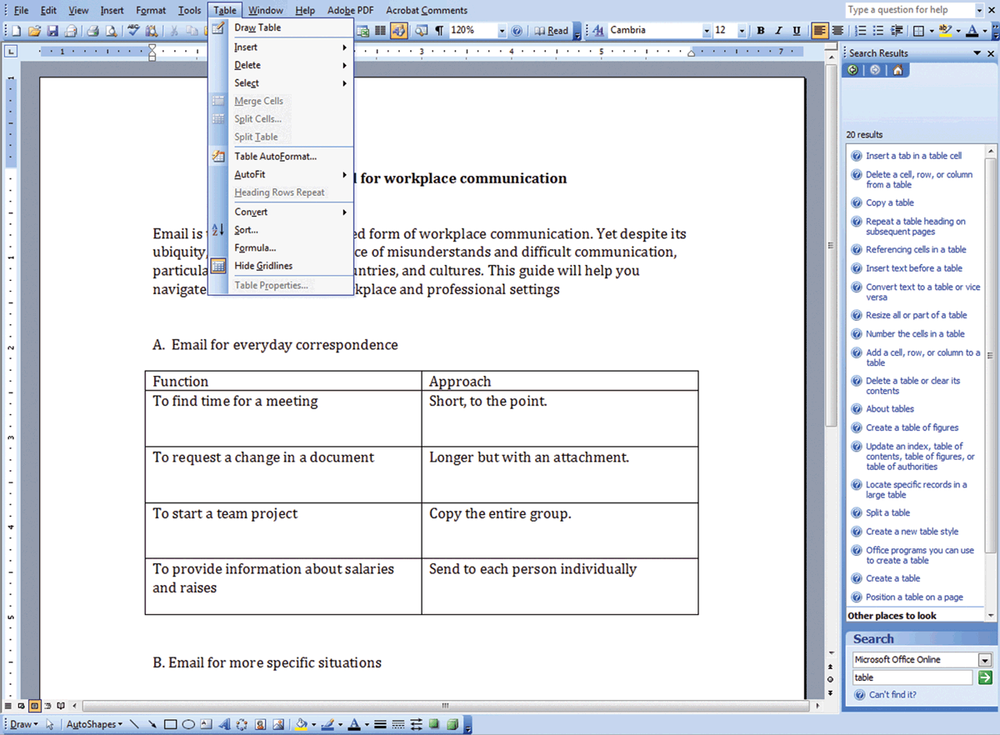 File Edit View Insert Format Tools Table Window Help Adobe PDF Acrobat Comments Type a question for help
120% Read Cambria 12 B I U
1 3 4 5 7
Draw Table
Insert
Delete
Select
Merge Cells
Split Cells...
Split Table
Table AutoFormat...
AutoFit
Heading Rows Repeat
Convert
Sort...
Formula...
Hide Gridlines
Table Properties...
for workplace communication
Email is ed form of workplace communication. Yet despite its
ubiquity, ce of misunderstands and difficult communication,
particula untries, and cultures. This guide will help you
navigate kplace and professional settings
A. Email for everyday correspondence
Function Approach
To find time for a meeting Short, to the point.
To request a change in a document Longer but with an attachment.
To start a team project Copy the entire group.
To provide information about salaries Send to each person individually
and raises
B. Email for more specific situations
Search Results
20 results
Insert a tab in a table cell
Delete a cell, row, or column
from a table
Copy a table
Repeat a table heading on
subsequent pages
Referencing cells in a table
Insert text before a table
Convert text to a table or vice
versa
Resize all or part of a table
Number the cells in a table
Add a cell, row, or column to a
table
Delete a table or clear its
contents
About tables
Create a table of figures
Update an index, table of
contents, table of figures, or
table of authorities
Locate specific records in a
large table
Split a table
Create a new table style
Office programs you can use
to create a table
Create a table
Position a table on a page
Other places to look
Search
Microsoft Office Online
table
Can't find it?
Draw AutoShapes